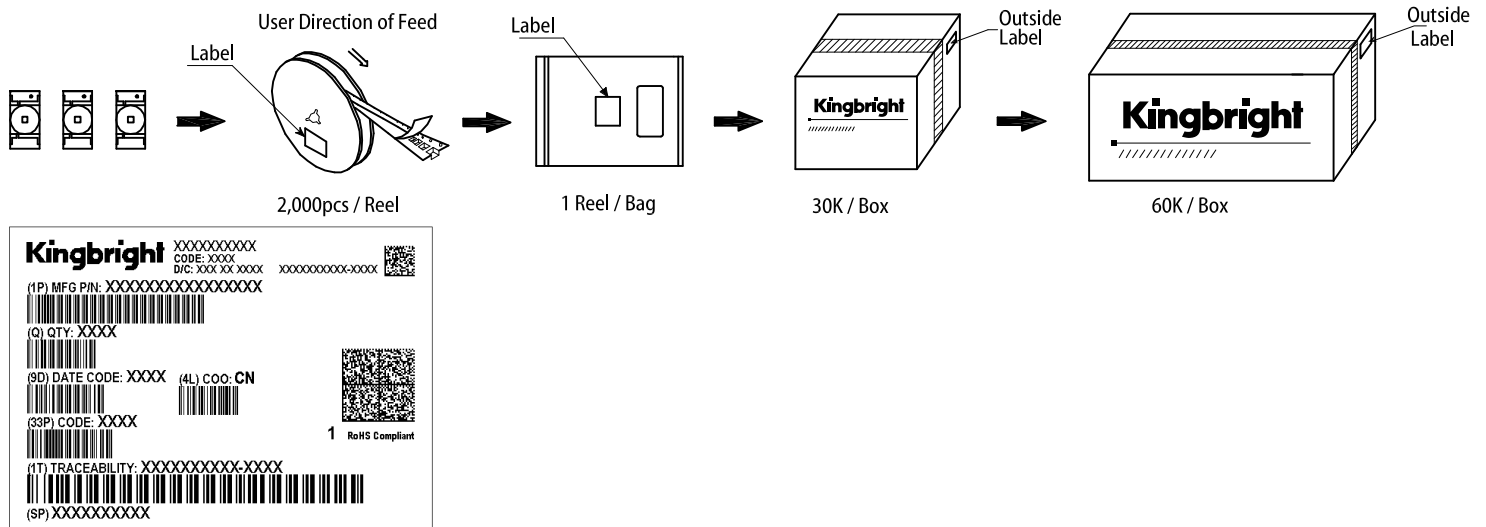 User Direction of Feed
Label
Label
Outside
Label
Outside
Label
Kingbright
Kingbright
2,000pcs / Reel
1 Reel / Bag
30K / Box
60K / Box
Kingbright
XXXXXXXXXX
CODE: XXXX
D/C: XXX XX XXXX XXXXXXXXXX-XXXX
(1P) MFG P/N: XXXXXXXXXXXXXXXX
(Q) QTY: XXXX
(9D) DATE CODE: XXXX (4L) COO: CN
(33P) CODE: XXXX
1 RoHS Compliant
(1T) TRACEABILITY: XXXXXXXXXX-XXXX
(SP) XXXXXXXXXX